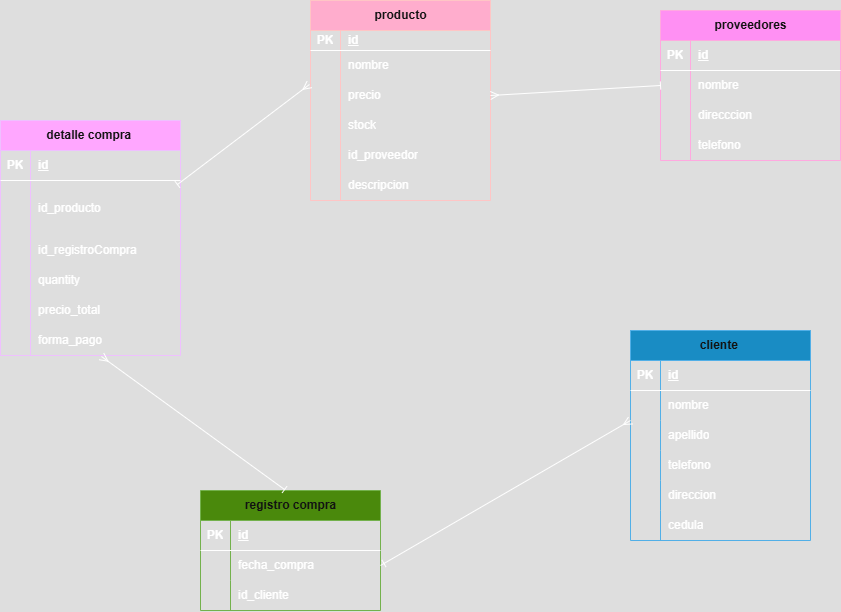 producto
PK id
nombre
precio
stock
id_proveedor
descripcion
proveedores
PK id
nombre
direcccion
telefono
detalle compra
PK id
id_producto
id_registroCompra
quantity
precio_total
forma_pago
cliente
PK id
nombre
apellido
telefono
direccion
cedula
registro compra
PK id
fecha_compra
id_cliente